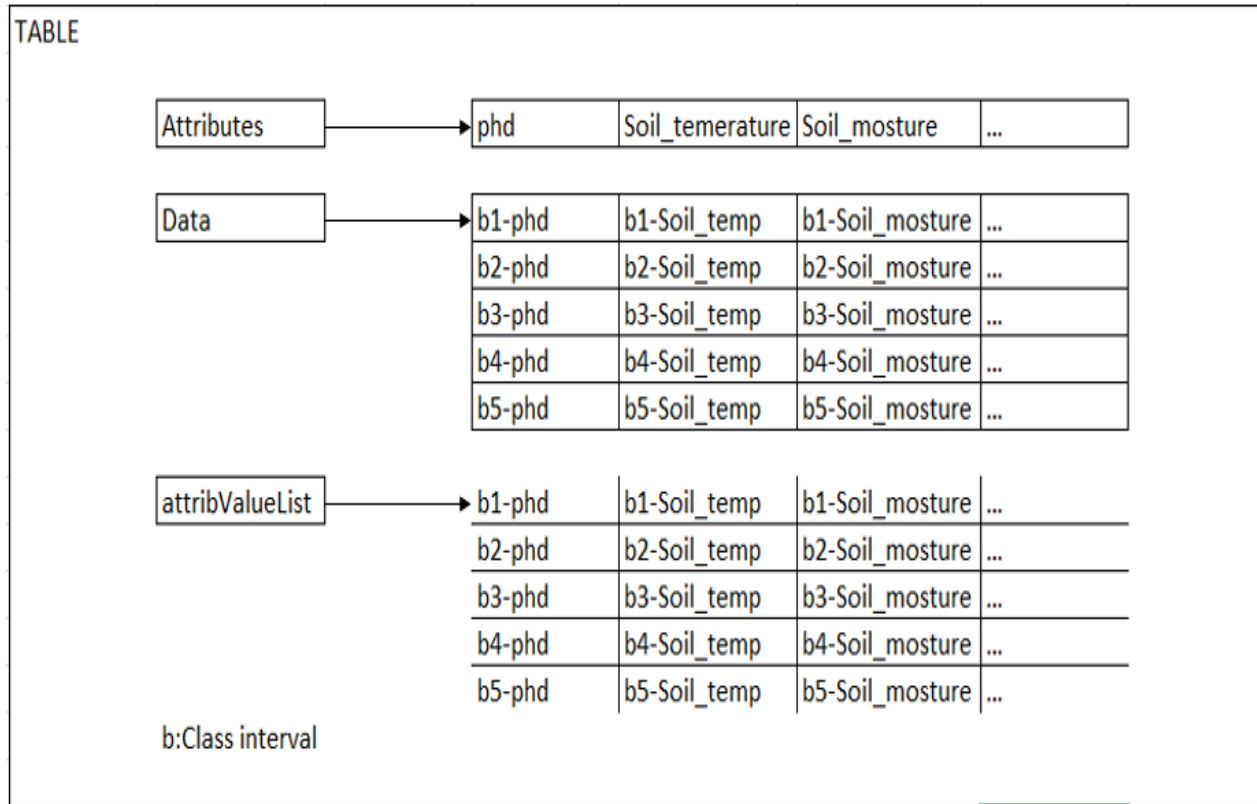 TABLE
Attributes phd Soil_temerature Soil_mosture ...
Data b1-phd b1-Soil_temp b1-Soil_mosture ...
b2-phd b2-Soil_temp b2-Soil_mosture ...
b3-phd b3-Soil_temp b3-Soil_mosture ...
b4-phd b4-Soil_temp b4-Soil_mosture ...
b5-phd b5-Soil_temp b5-Soil_mosture ...
attribValueList b1-phd b1-Soil_temp b1-Soil_mosture ...
b2-phd b2-Soil_temp b2-Soil_mosture ...
b3-phd b3-Soil_temp b3-Soil_mosture ...
b4-phd b4-Soil_temp b4-Soil_mosture ...
b5-phd b5-Soil_temp b5-Soil_mosture ...
b:Class interval